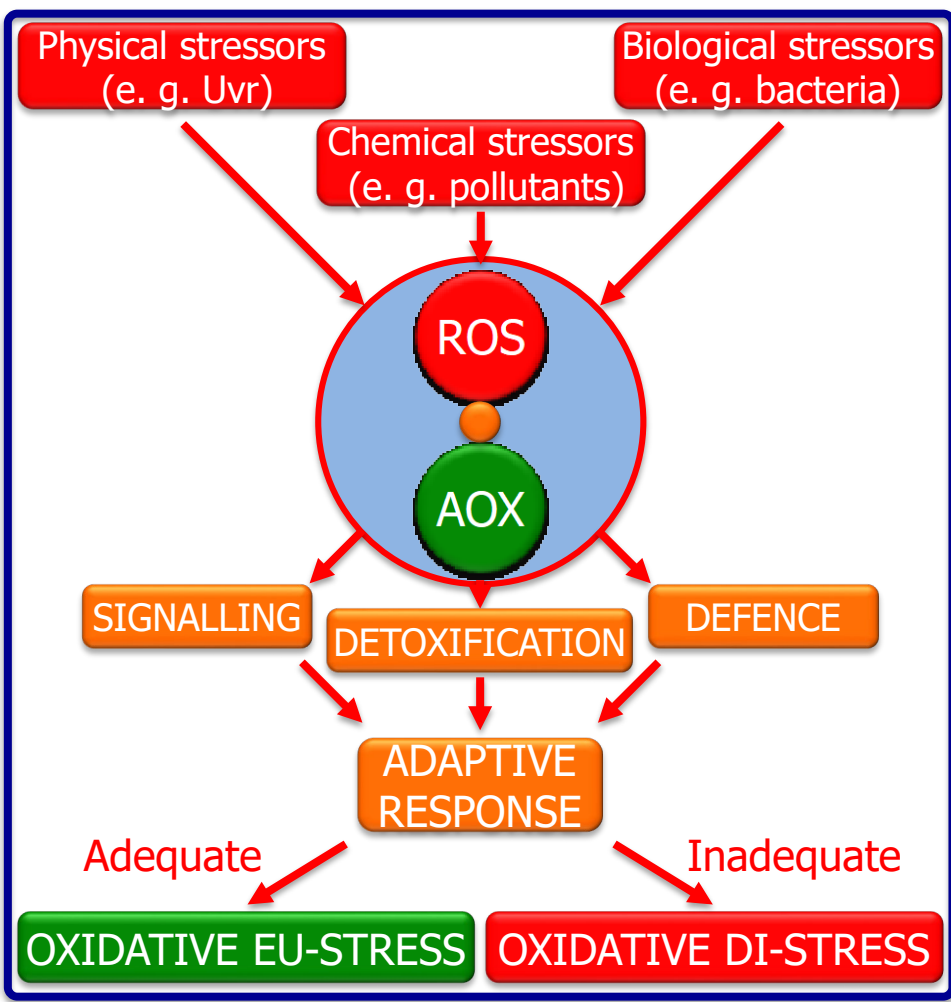 Physical stressors
(e. g. Uvr)
Biological stressors
(e. g. bacteria)
Chemical stressors
(e. g. pollutants)
ROS
AOX
SIGNALLING
DETOXIFICATION
DEFENCE
ADAPTIVE
RESPONSE
Adequate
Inadequate
OXIDATIVE EU-STRESS
OXIDATIVE DI-STRESS